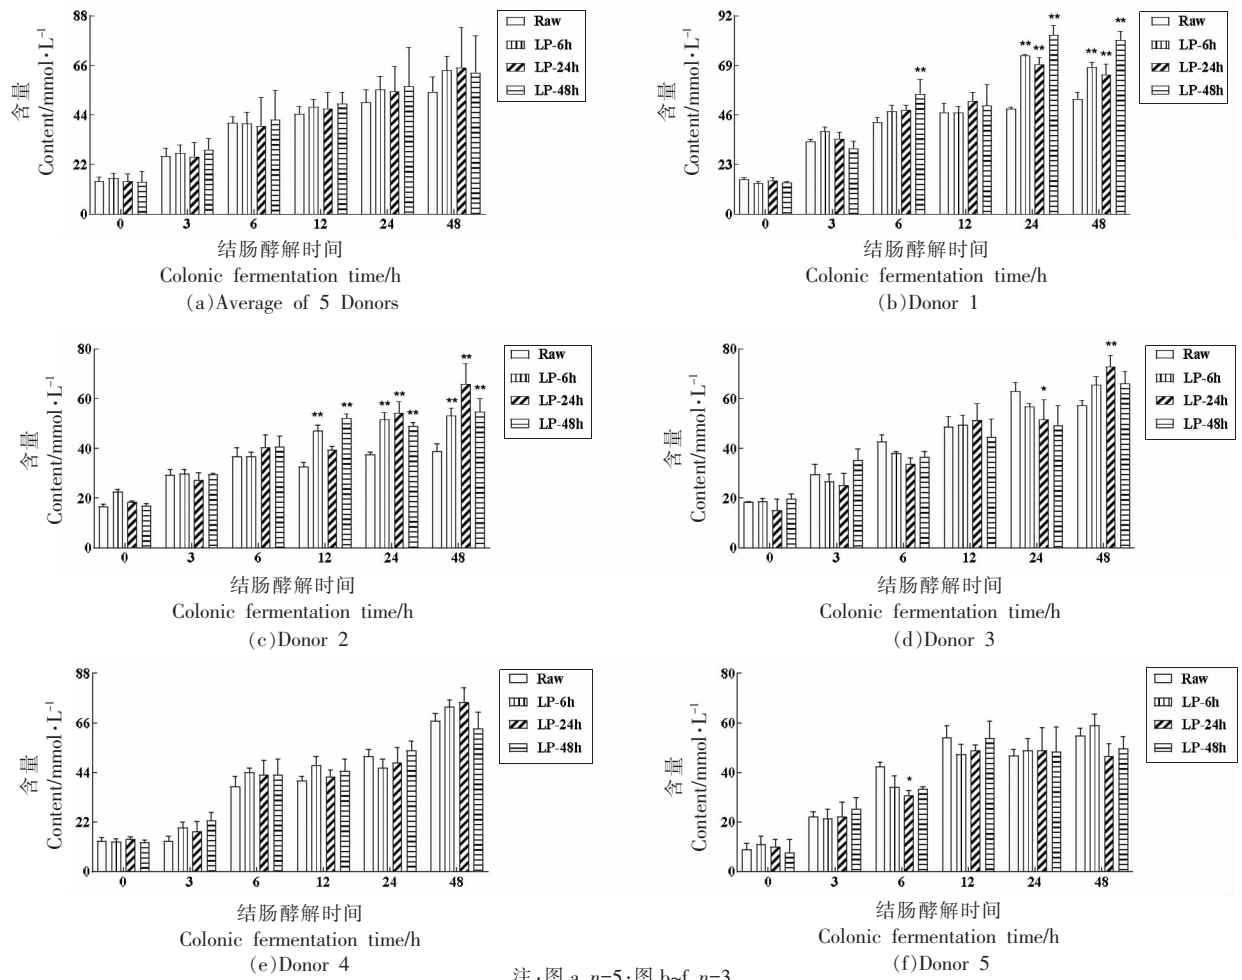 88
66
44
22
0
含量
Content/mmol·L⁻¹
Raw
LP-6h
LP-24h
LP-48h
0 3 6 12 24 48
结肠酵解时间
Colonic fermentation time/h
(a)Average of 5 Donors
92
69
46
23
0
含量
Content/mmol·L⁻¹
** ** ** ** ** ** **
Raw
LP-6h
LP-24h
LP-48h
0 3 6 12 24 48
结肠酵解时间
Colonic fermentation time/h
(b)Donor 1
80
60
40
20
0
含量
Content/mmol·L⁻¹
** ** ** ** ** ** ** **
Raw
LP-6h
LP-24h
LP-48h
0 3 6 12 24 48
结肠酵解时间
Colonic fermentation time/h
(c)Donor 2
80
60
40
20
0
含量
Content/mmol·L⁻¹
* **
Raw
LP-6h
LP-24h
LP-48h
0 3 6 12 24 48
结肠酵解时间
Colonic fermentation time/h
(d)Donor 3
88
66
44
22
0
含量
Content/mmol·L⁻¹
Raw
LP-6h
LP-24h
LP-48h
0 3 6 12 24 48
结肠酵解时间
Colonic fermentation time/h
(e)Donor 4
80
60
40
20
0
含量
Content/mmol·L⁻¹
*
Raw
LP-6h
LP-24h
LP-48h
0 3 6 12 24 48
结肠酵解时间
Colonic fermentation time/h
(f)Donor 5
注:图 a,n=5;图 b~f,n=3